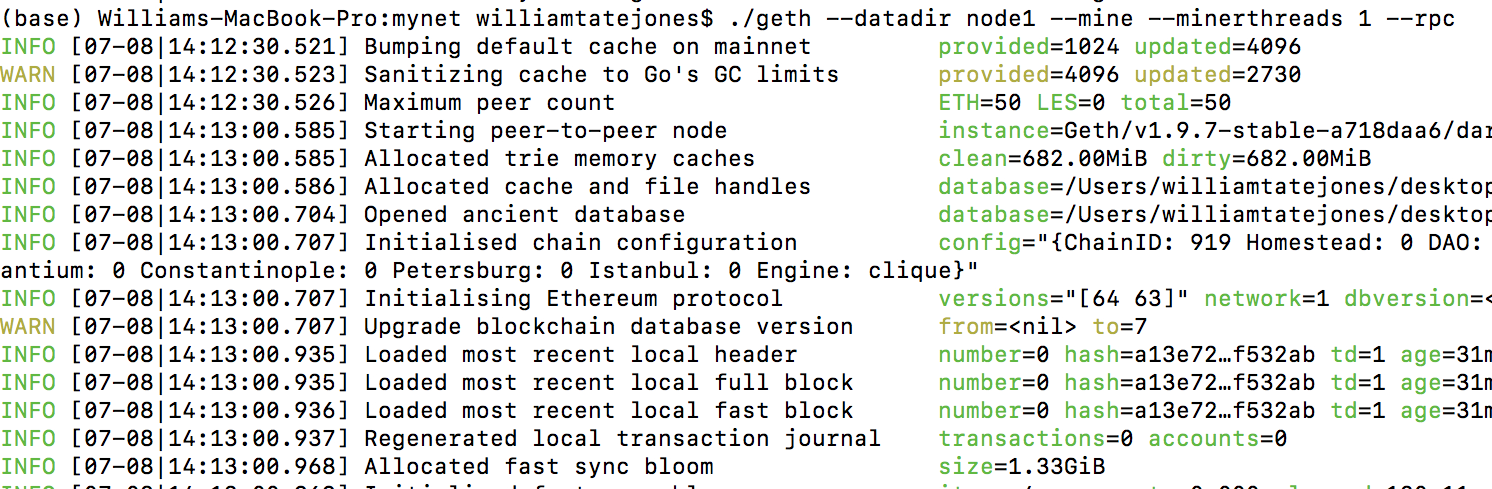 (base) Williams-MacBook-Pro:mynet williamtatejones$ ./geth --datadir node1 --mine --minerthreads 1 --rpc
INFO [07-08|14:12:30.521] Bumping default cache on mainnet provided=1024 updated=4096
WARN [07-08|14:12:30.523] Sanitizing cache to Go's GC limits provided=4096 updated=2730
INFO [07-08|14:12:30.526] Maximum peer count ETH=50 LES=0 total=50
INFO [07-08|14:13:00.585] Starting peer-to-peer node instance=Geth/v1.9.7-stable-a718daa6/dar
INFO [07-08|14:13:00.585] Allocated trie memory caches clean=682.00MiB dirty=682.00MiB
INFO [07-08|14:13:00.586] Allocated cache and file handles database=/Users/williamtatejones/desktop
INFO [07-08|14:13:00.704] Opened ancient database database=/Users/williamtatejones/desktop
INFO [07-08|14:13:00.707] Initialised chain configuration config="{ChainID: 919 Homestead: 0 DAO:
antium: 0 Constantinople: 0 Petersburg: 0 Istanbul: 0 Engine: clique}"
INFO [07-08|14:13:00.707] Initialising Ethereum protocol versions="[64 63]" network=1 dbversion=<
WARN [07-08|14:13:00.707] Upgrade blockchain database version from=<nil> to=7
INFO [07-08|14:13:00.935] Loaded most recent local header number=0 hash=a13e72…f532ab td=1 age=31m
INFO [07-08|14:13:00.935] Loaded most recent local full block number=0 hash=a13e72…f532ab td=1 age=31m
INFO [07-08|14:13:00.936] Loaded most recent local fast block number=0 hash=a13e72…f532ab td=1 age=31m
INFO [07-08|14:13:00.937] Regenerated local transaction journal transactions=0 accounts=0
INFO [07-08|14:13:00.968] Allocated fast sync bloom size=1.33GiB